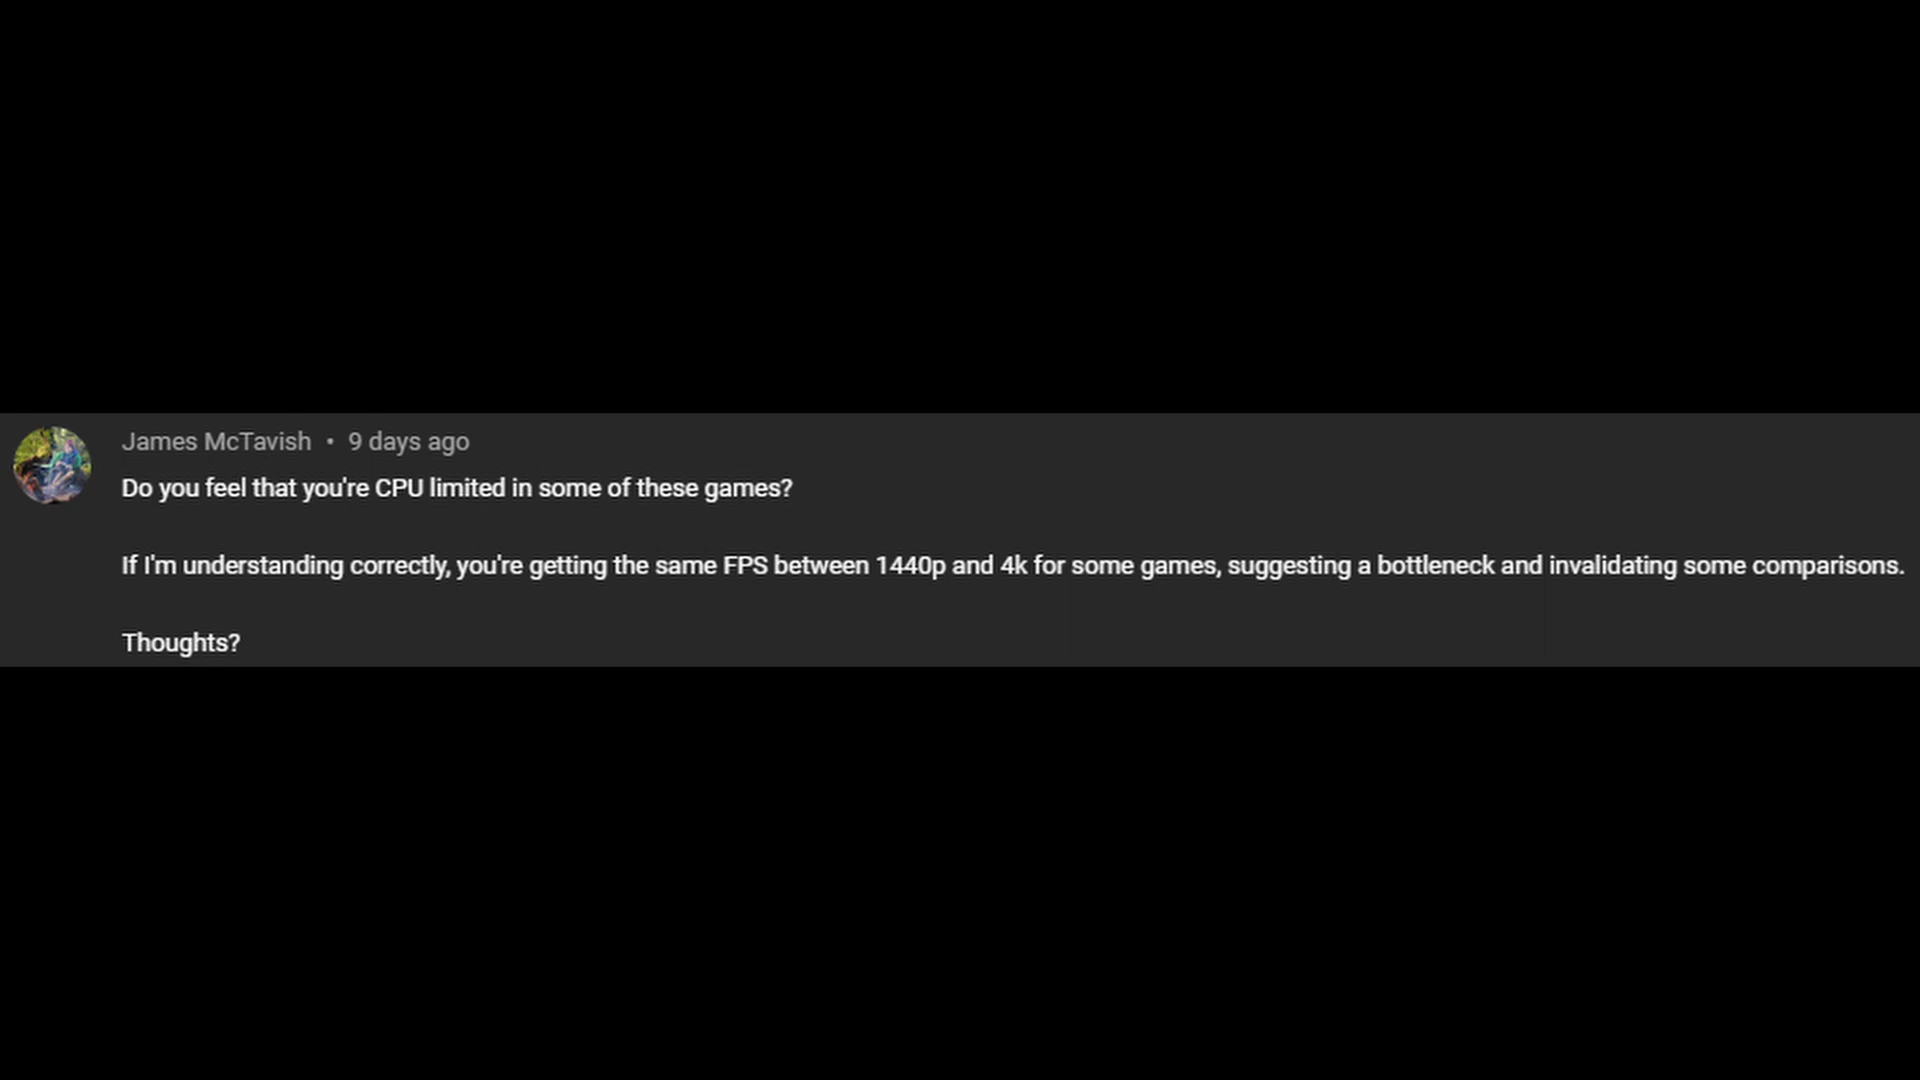 James McTavish • 9 days ago
Do you feel that you're CPU limited in some of these games?
If I'm understanding correctly, you're getting the same FPS between 1440p and 4k for some games, suggesting a bottleneck and invalidating some comparisons.
Thoughts?